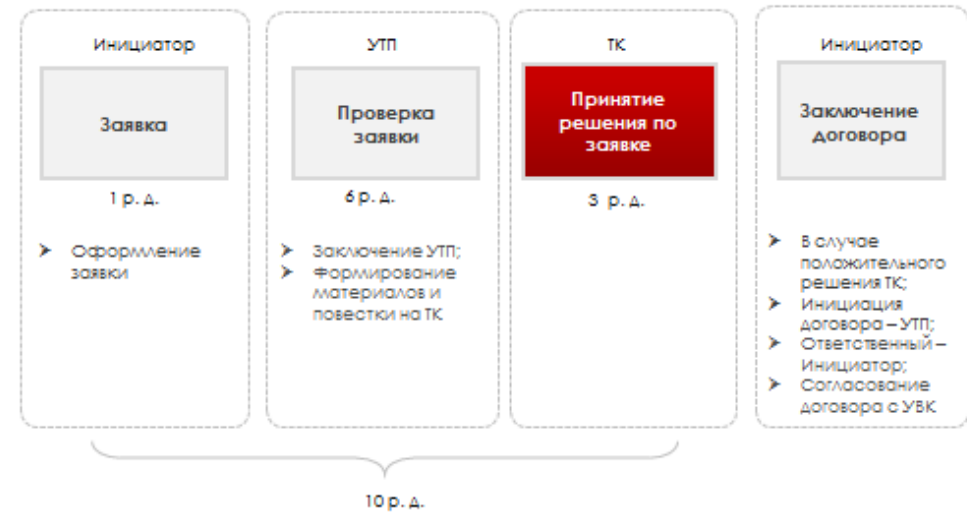 Инициатор
Заявка
1 р. д.
➤ Оформление
заявки
УТП
Проверка
заявки
6 р. д.
➤ Заключение УТП;
➤ Формирование
материалов и
повестки на ТК
ТК
Принятие
решения по
заявке
3 р. д.
Инициатор
Заключение
договора
➤ В случае
положительного
решения ТК;
➤ Инициация
договора – УТП;
➤ Ответственный –
Инициатор;
➤ Согласование
договора с УВК
10 р. д.